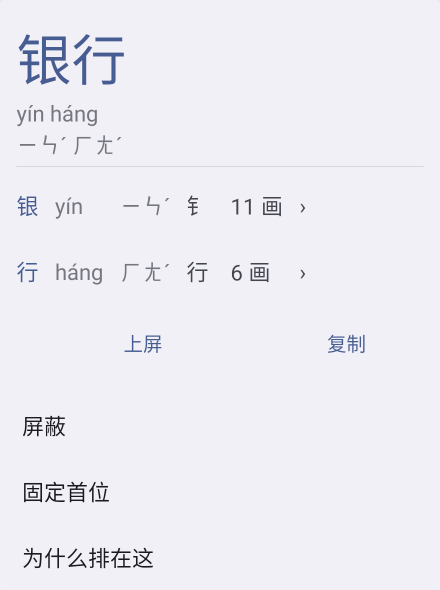 银行
yín háng
ㄧㄣˊ ㄏㄤˊ
银 yín ㄧㄣˊ 钅 11 画 ›
行 háng ㄏㄤˊ 行 6 画 ›
上屏 复制
屏蔽
固定首位
为什么排在这